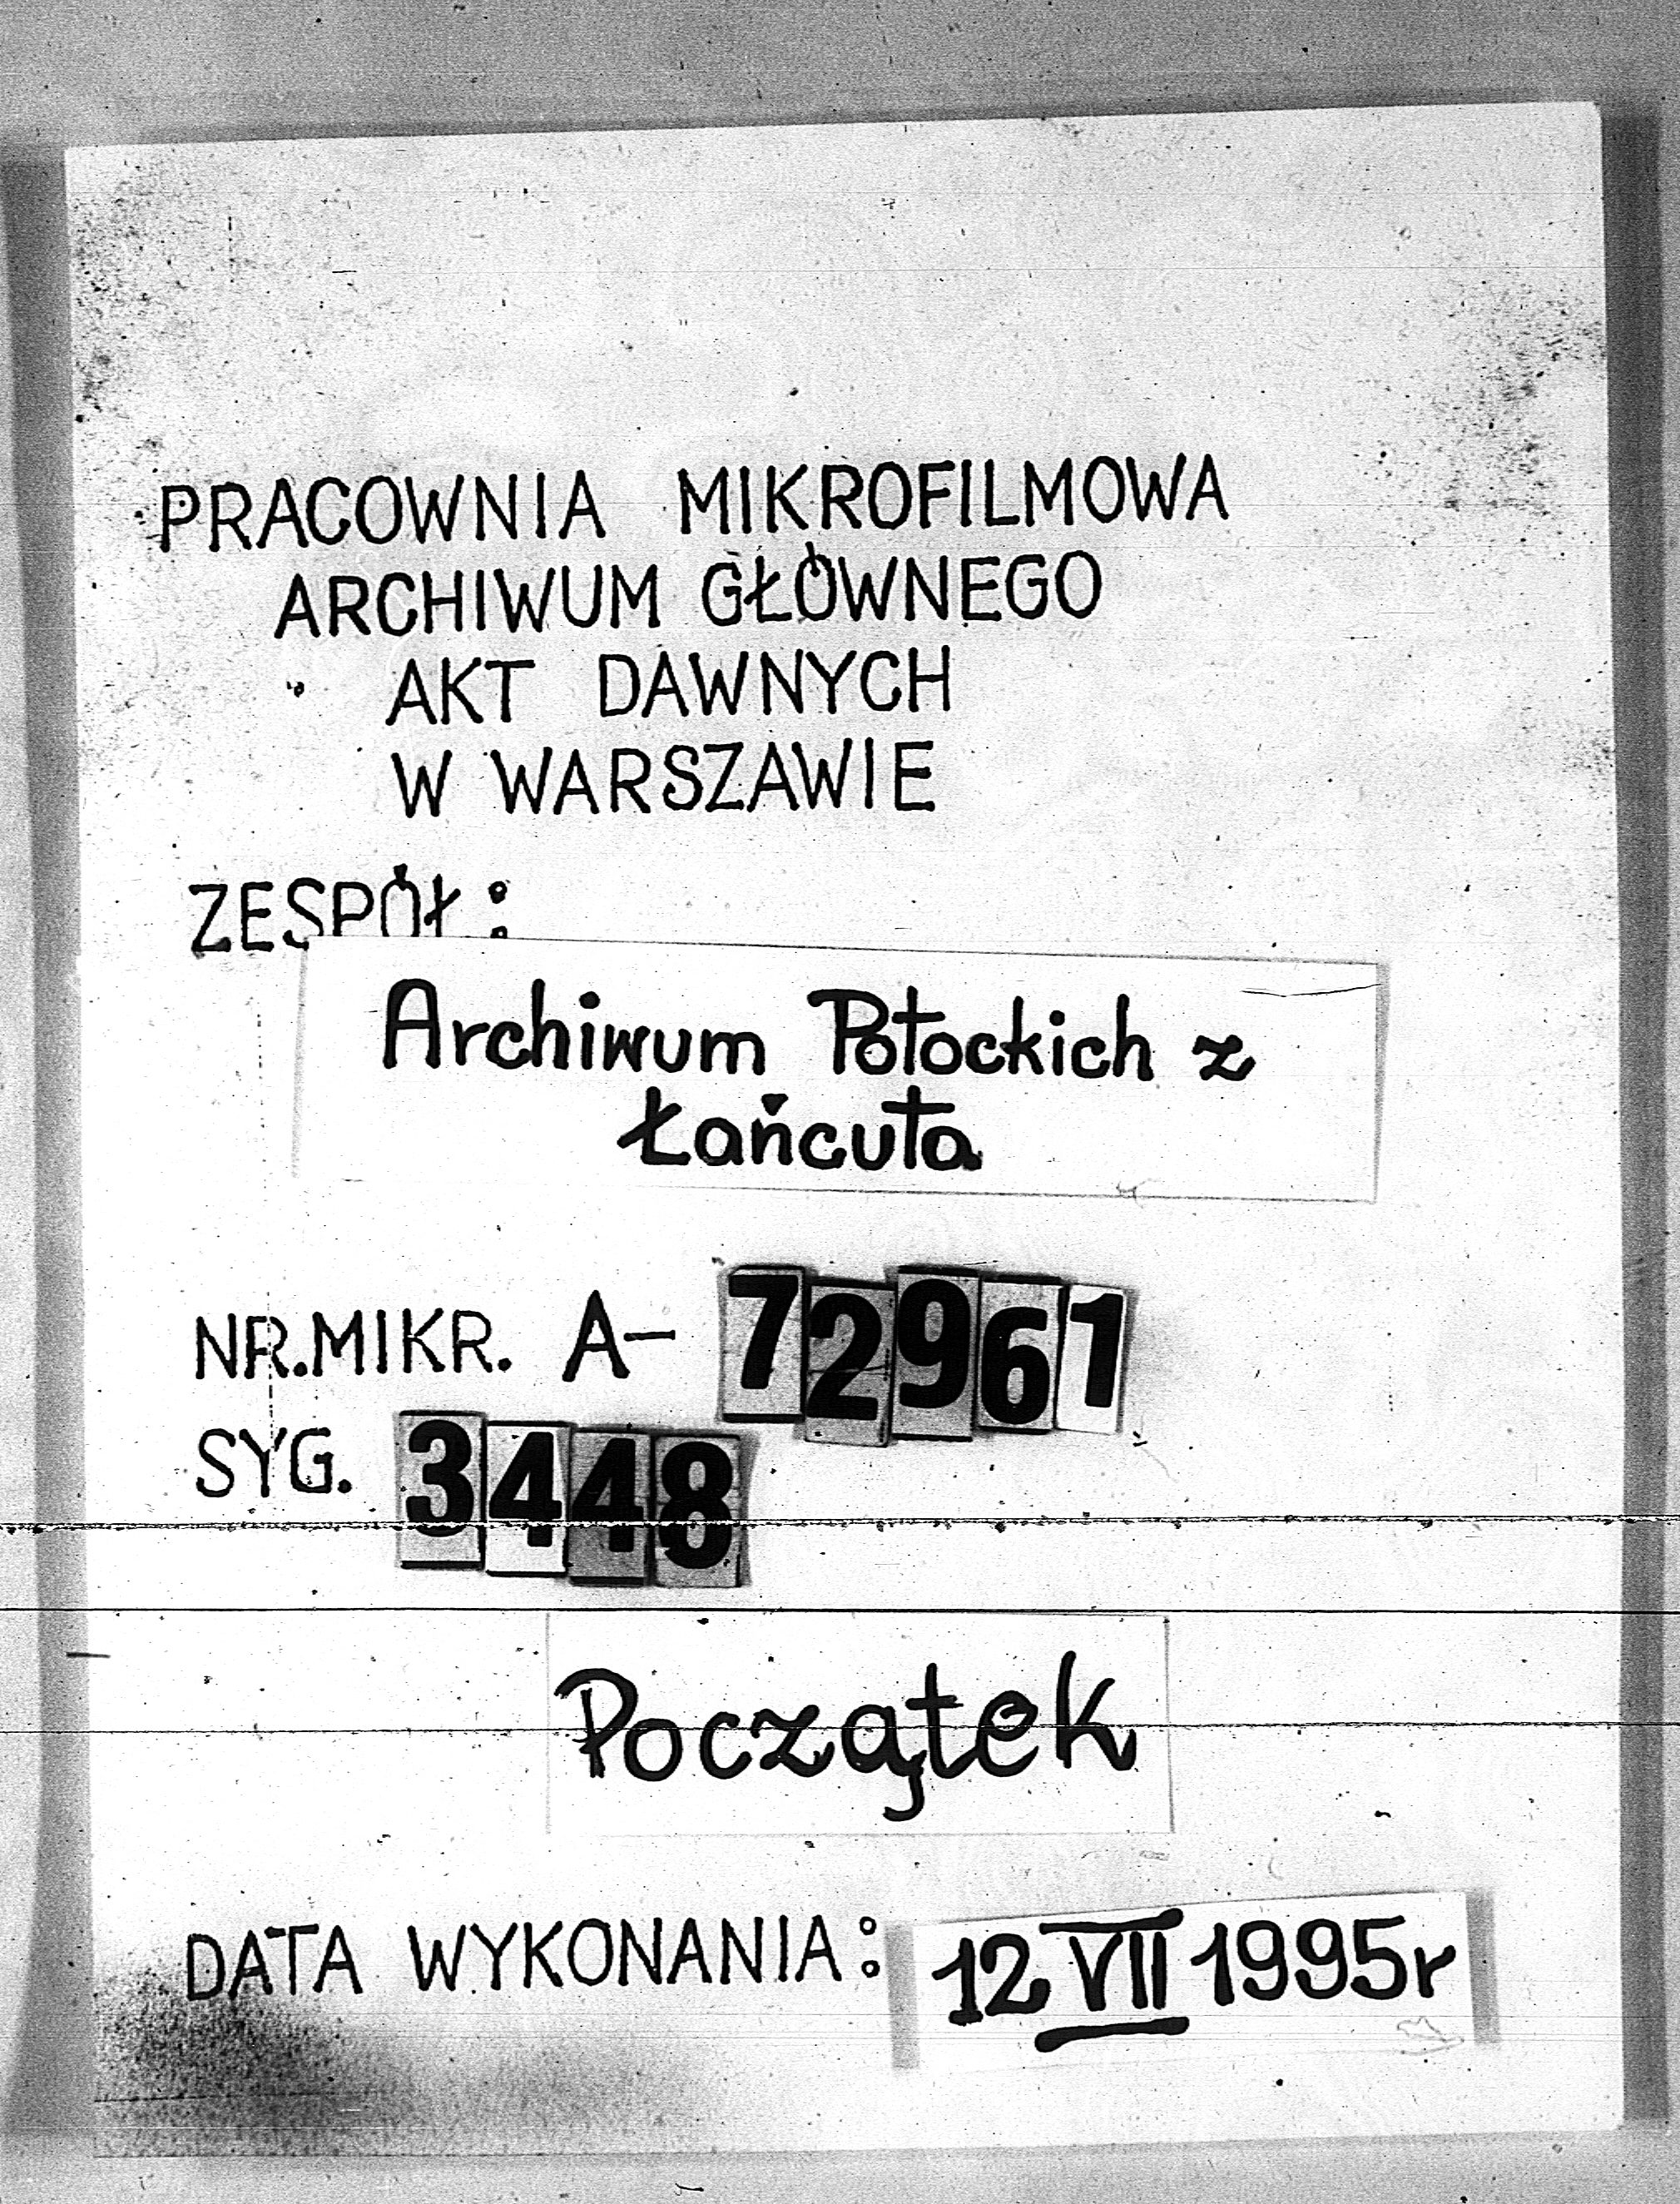 PRACOWNIA MIKROFILMOWA
ARCHIWUM GŁÓWNEGO
AKT DAWNYCH
W WARSZAWIE
ZESPÓŁ:
Archiwum Potockich z
Łańcuta
NR.MIKR. A- 72961
SYG. 3448
Początek
DATA WYKONANIA: 12 VII 1995r